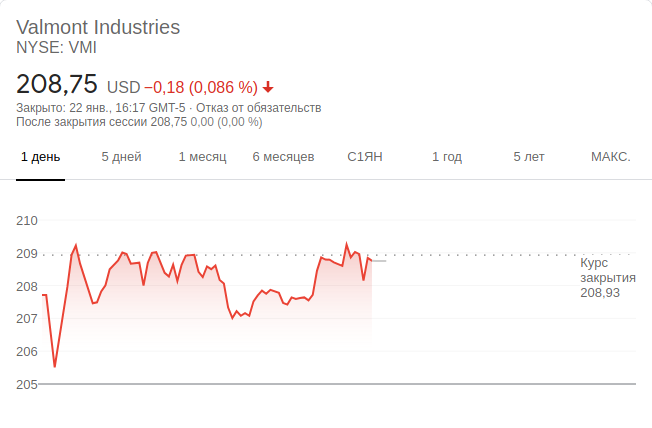 Valmont Industries
NYSE: VMI
208,75 USD −0,18 (0,086 %)
Закрыто: 22 янв., 16:17 GMT-5 · Отказ от обязательств
После закрытия сессии 208,75 0,00 (0,00 %)
1 день 5 дней 1 месяц 6 месяцев С1ЯН 1 год 5 лет МАКС.
210
209
208
207
206
205
Курс
закрытия
208,93